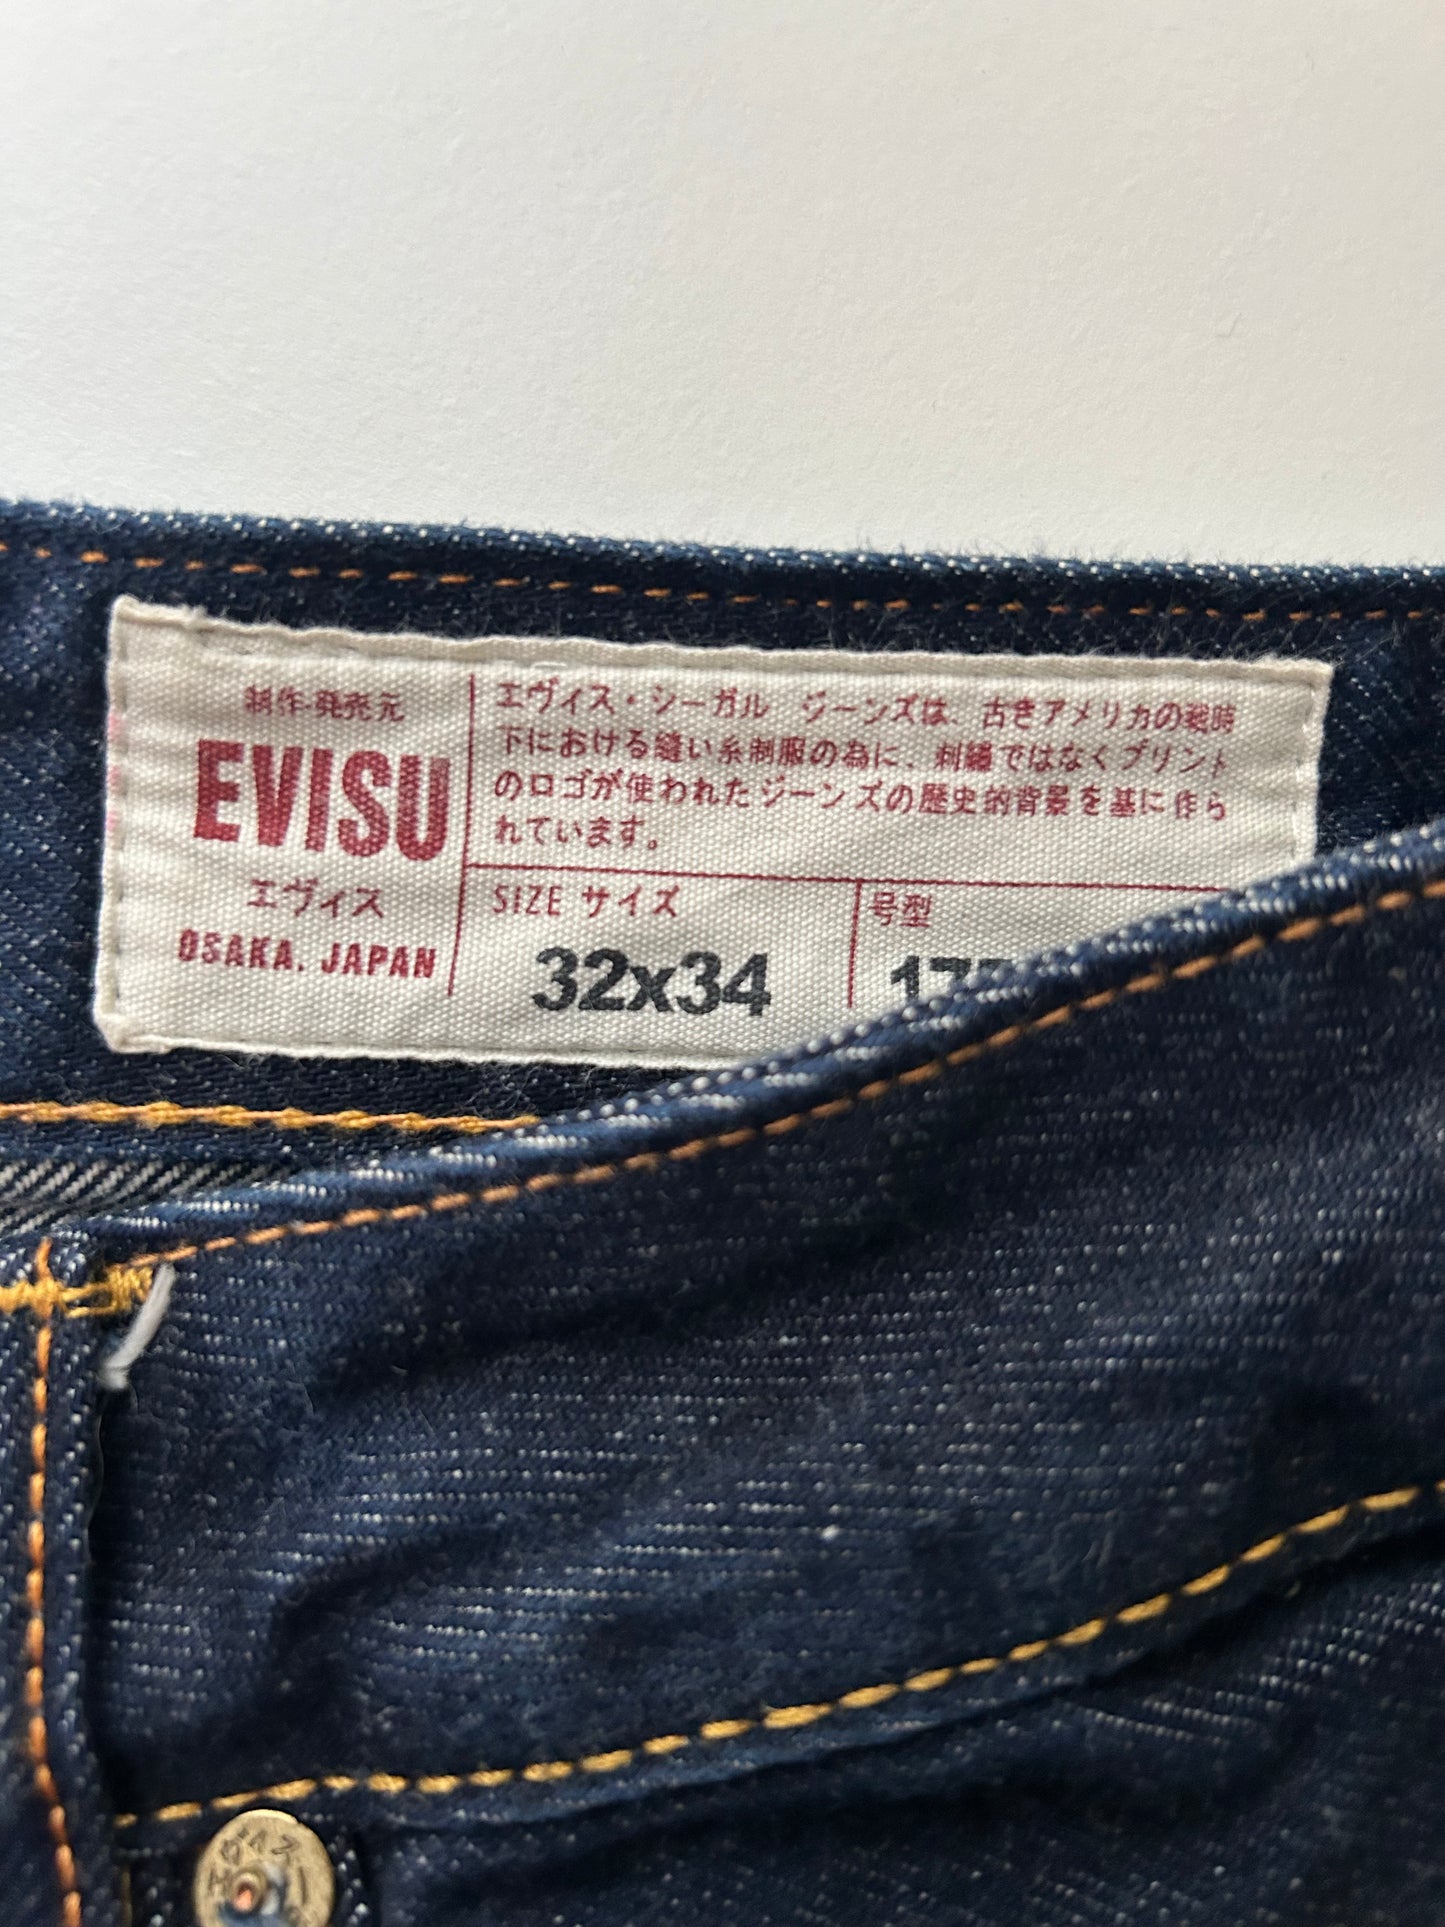 制作・発売元
EVISU
エヴィス
OSAKA. JAPAN
エヴィス・シーガル ジーンズは、古きアメリカの戦時
下における縫い糸制服の為に、刺繍ではなくプリント
のロゴが使われたジーンズの歴史的背景を基に作ら
れています。
SIZE サイズ
32x34
号型